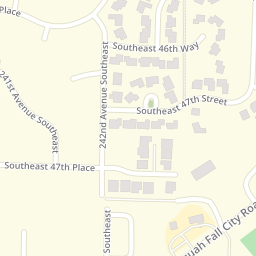 Place
Southeast 46th Way
242nd Avenue Southeast
241st Avenue Southeast
Southeast 47th Street
Southeast 47th Place
Southeast
quah Fall City Roa